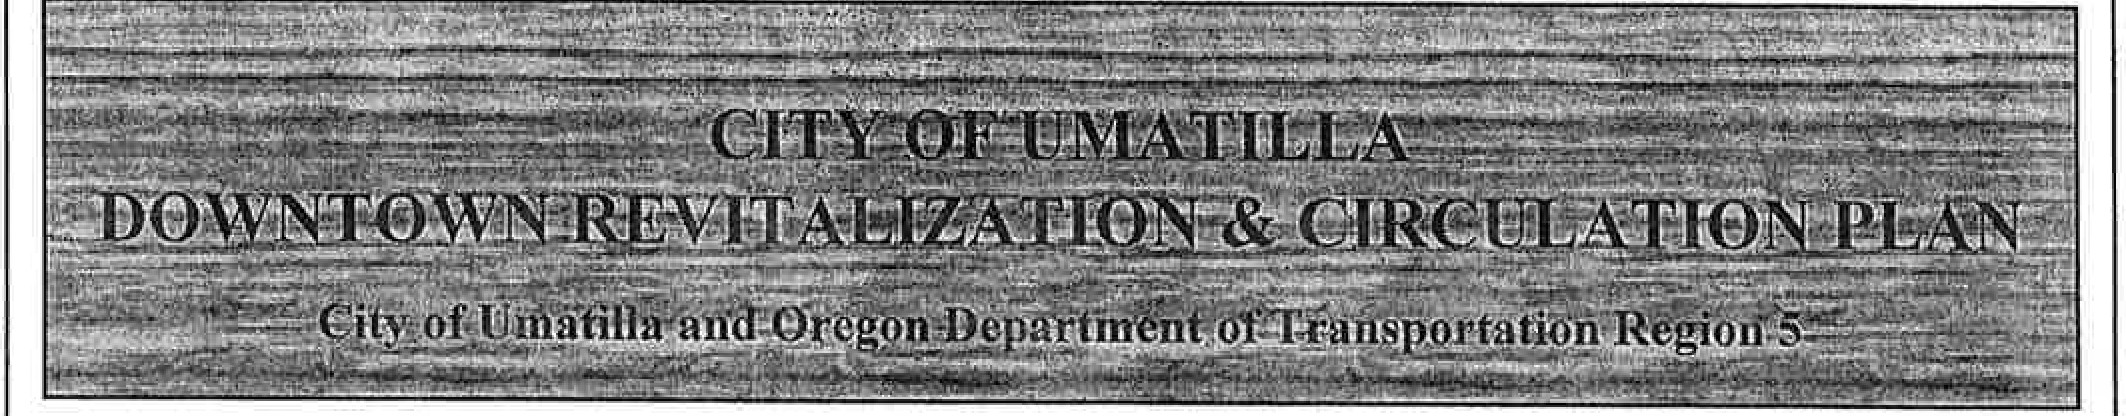 CITY OF UMATILLA
DOWNTOWN REVITALIZATION & CIRCULATION PLAN
City of Umatilla and Oregon Department of Transportation Region 5